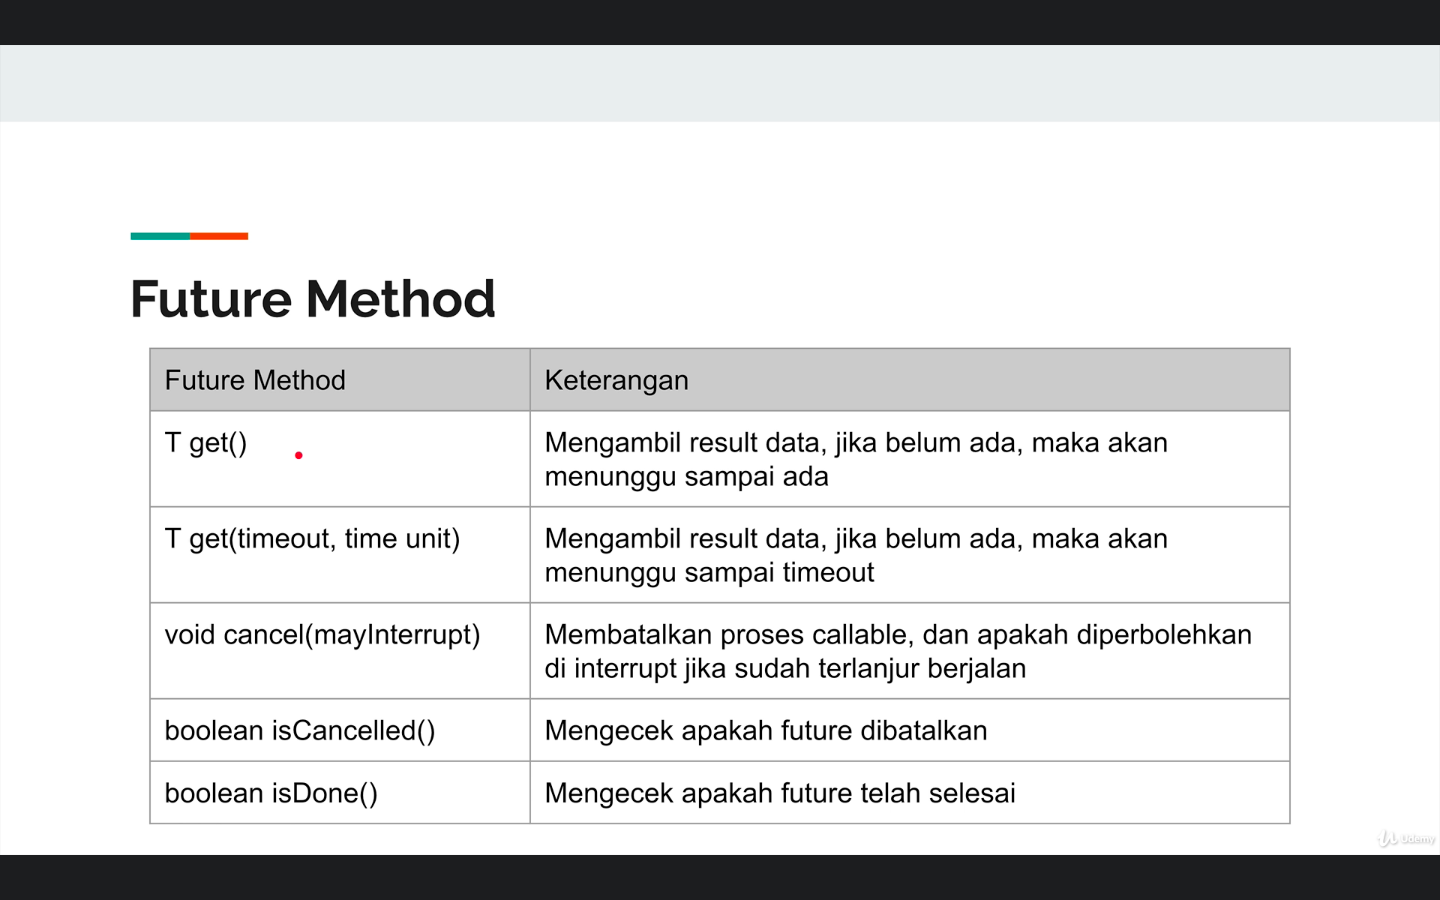 Future Method
Future Method
Keterangan
T get()
Mengambil result data, jika belum ada, maka akan
menunggu sampai ada
T get(timeout, time unit)
Mengambil result data, jika belum ada, maka akan
menunggu sampai timeout
void cancel(mayInterrupt)
Membatalkan proses callable, dan apakah diperbolehkan
di interrupt jika sudah terlanjur berjalan
boolean isCancelled()
Mengecek apakah future dibatalkan
boolean isDone()
Mengecek apakah future telah selesai
Udemy